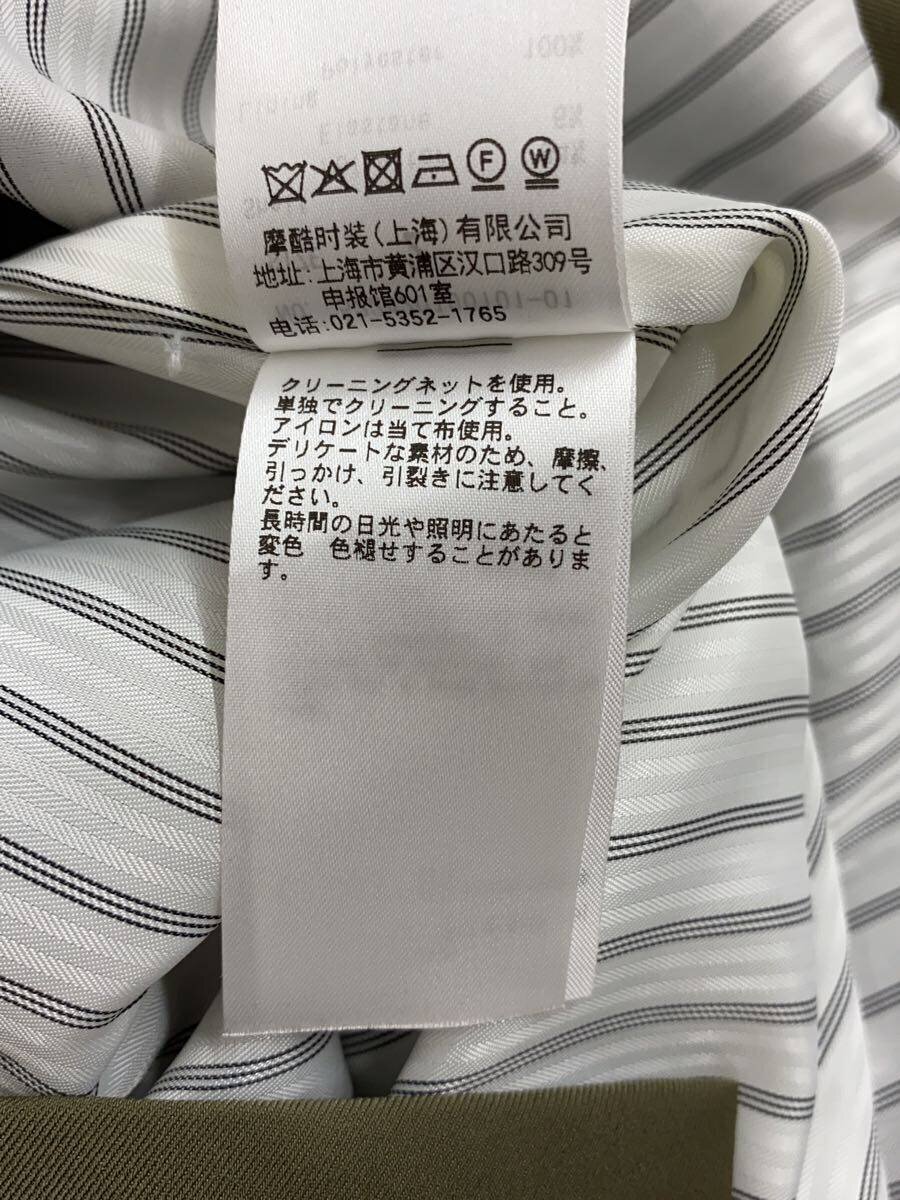 F W
摩酷时装(上海)有限公司
地址:上海市黄浦区汉口路309号
申报馆601室
电话:021-5352-1765
クリーニングネットを使用。
単独でクリーニングすること。
アイロンは当て布使用。
デリケートな素材のため、摩擦、
引っかけ、引裂きに注意してく
ださい。
長時間の日光や照明にあたると
変色　色褪せすることがありま
す。